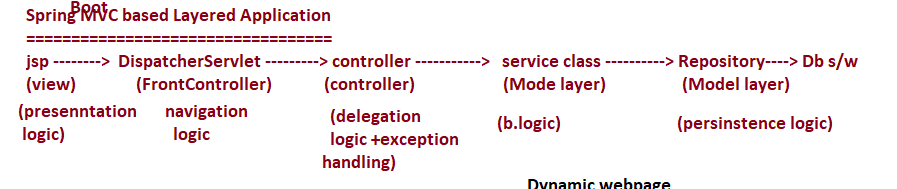 Boot
Spring MVC based Layered Application
==================================
jsp --------> DispatcherServlet ---------> controller -----------> service class ----------> Repository----> Db s/w
(view) (FrontController) (controller) (Mode layer) (Model layer)
(presenntation navigation (delegation (b.logic) (persinstence logic)
logic) logic logic +exception
handling)
Dynamic webpage